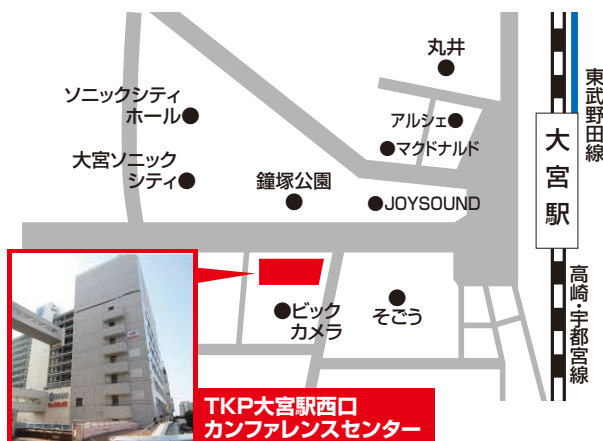 丸井
ソニックシティ
ホール
アルシェ
マクドナルド
大宮ソニック
シティ
鐘塚公園
JOYSOUND
東武野田線
大宮駅
高崎・宇都宮線
ビック
カメラ
そごう
TKP大宮駅西口
カンファレンスセンター